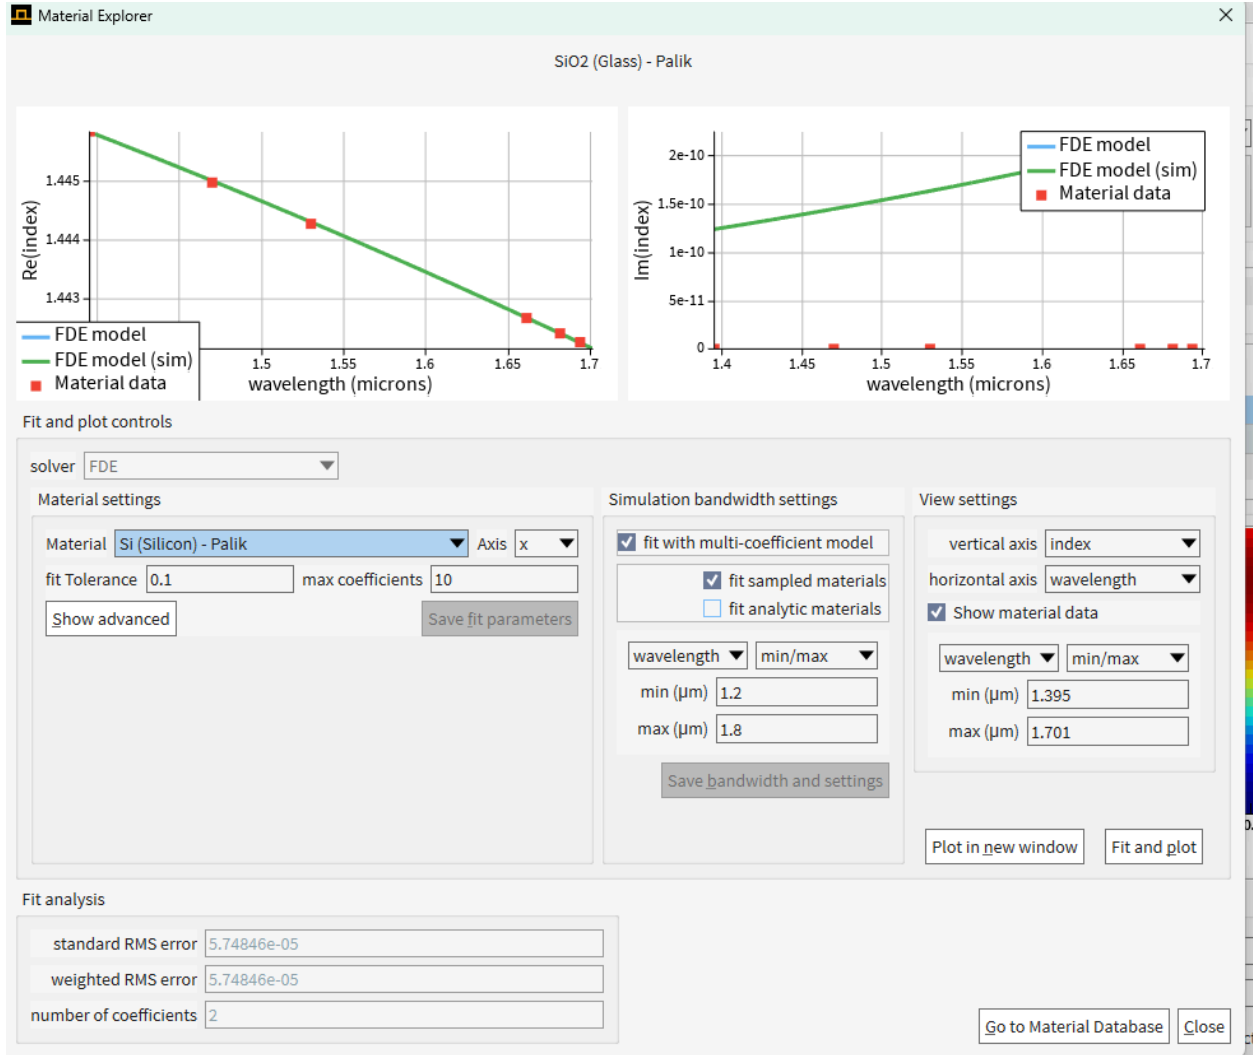 Material Explorer
SiO2 (Glass) - Palik
1.445
1.444
1.443
Re(index)
FDE model
FDE model (sim)
Material data
1.5 1.55 1.6 1.65 1.7
wavelength (microns)
2e-10
1.5e-10
1e-10
5e-11
0
Im(index)
FDE model
FDE model (sim)
Material data
1.4 1.45 1.5 1.55 1.6 1.65 1.7
wavelength (microns)
Fit and plot controls
solver FDE
Material settings
Material Si (Silicon) - Palik Axis x
fit Tolerance 0.1 max coefficients 10
Show advanced Save fit parameters
Simulation bandwidth settings
fit with multi-coefficient model
fit sampled materials
fit analytic materials
wavelength min/max
min (μm) 1.2
max (μm) 1.8
Save bandwidth and settings
View settings
vertical axis index
horizontal axis wavelength
Show material data
wavelength min/max
min (μm) 1.395
max (μm) 1.701
Plot in new window Fit and plot
Fit analysis
standard RMS error 5.74846e-05
weighted RMS error 5.74846e-05
number of coefficients 2
Go to Material Database Close